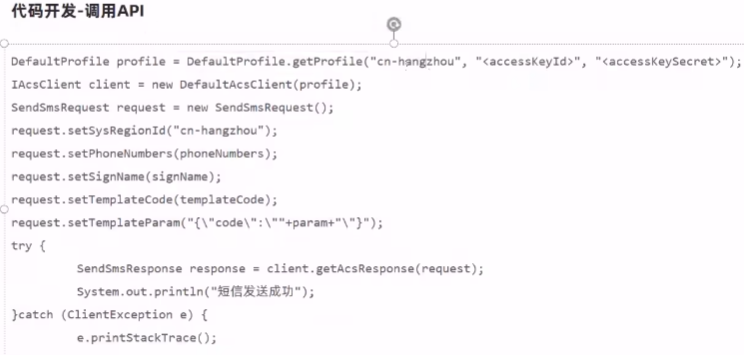 代码开发-调用API
DefaultProfile profile = DefaultProfile.getProfile("cn-hangzhou", "<accessKeyId>", "<accessKeySecret>");
IAcsClient client = new DefaultAcsClient(profile);
SendSmsRequest request = new SendSmsRequest();
request.setSysRegionId("cn-hangzhou");
request.setPhoneNumbers(phoneNumbers);
request.setSignName(signName);
request.setTemplateCode(templateCode);
request.setTemplateParam("{\"code\":\""+param+"\"}");
try {
        SendSmsResponse response = client.getAcsResponse(request);
        System.out.println("短信发送成功");
}catch (ClientException e) {
        e.printStackTrace();